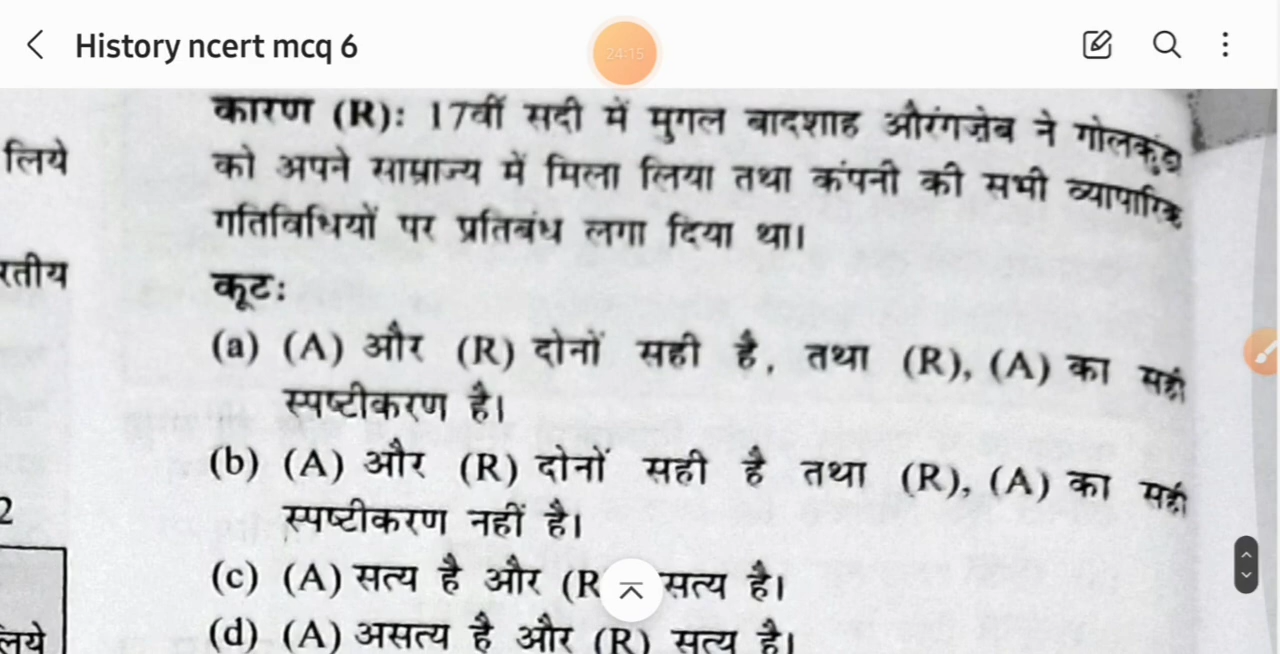 History ncert mcq 6
24:15
कारण (R): 17वीं सदी में मुगल बादशाह औरंगज़ेब ने गोलकुंडा
लिये
को अपने साम्राज्य में मिला लिया तथा कंपनी की सभी व्यापारिक
गतिविधियों पर प्रतिबंध लगा दिया था।
रतीय
कूटः
(a) (A) और (R) दोनों सही है, तथा (R), (A) का सही
स्पष्टीकरण है।
(b) (A) और (R) दोनों सही है तथा (R), (A) का सही
2
स्पष्टीकरण नहीं है।
(c) (A) सत्य है और (R सत्य है।
लिये
(d) (A) असत्य है और (R) सत्य है।